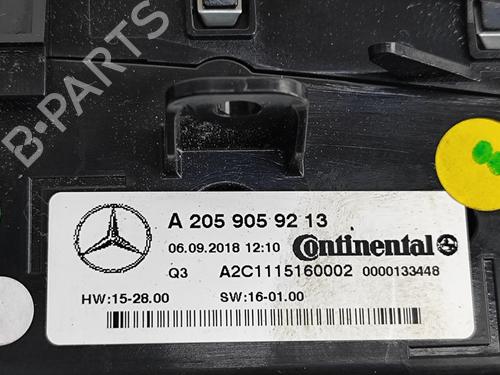 B-PARTS
A 205 905 92 13
06.09.2018 12:10 Continental
Q3 A2C1115160002 0000133448
HW:15-28.00 SW:16-01.00